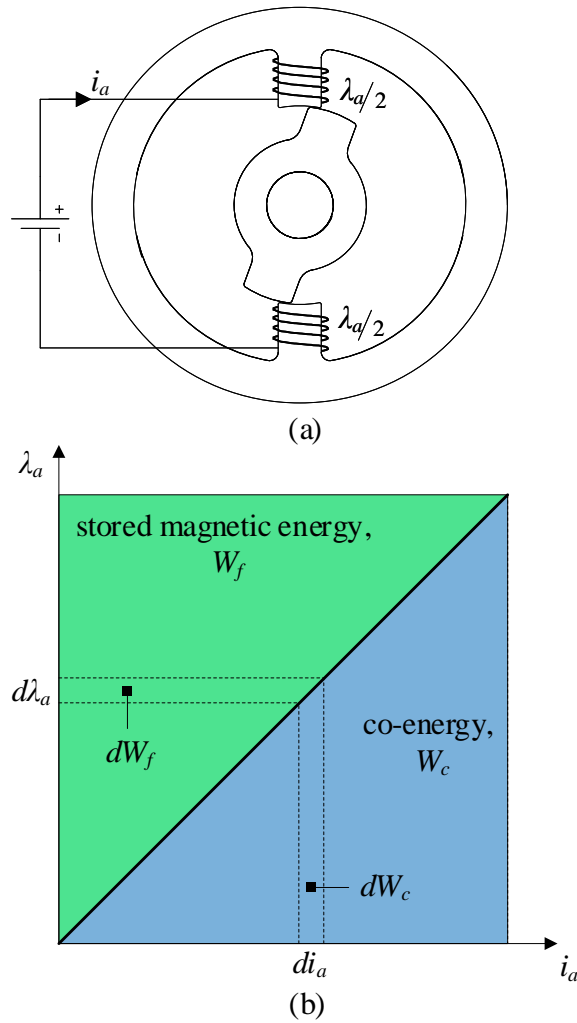 i_a
λ_a/2
+
−
λ_a/2
(a)
λ_a
stored magnetic energy,
W_f
dλ_a
dW_f
co-energy,
W_c
dW_c
di_a
i_a
(b)